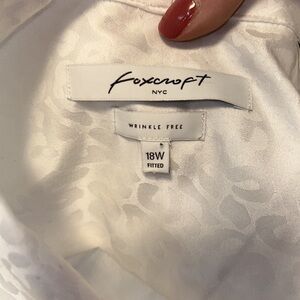 Foxcroft
NYC
WRINKLE FREE
18W
FITTED